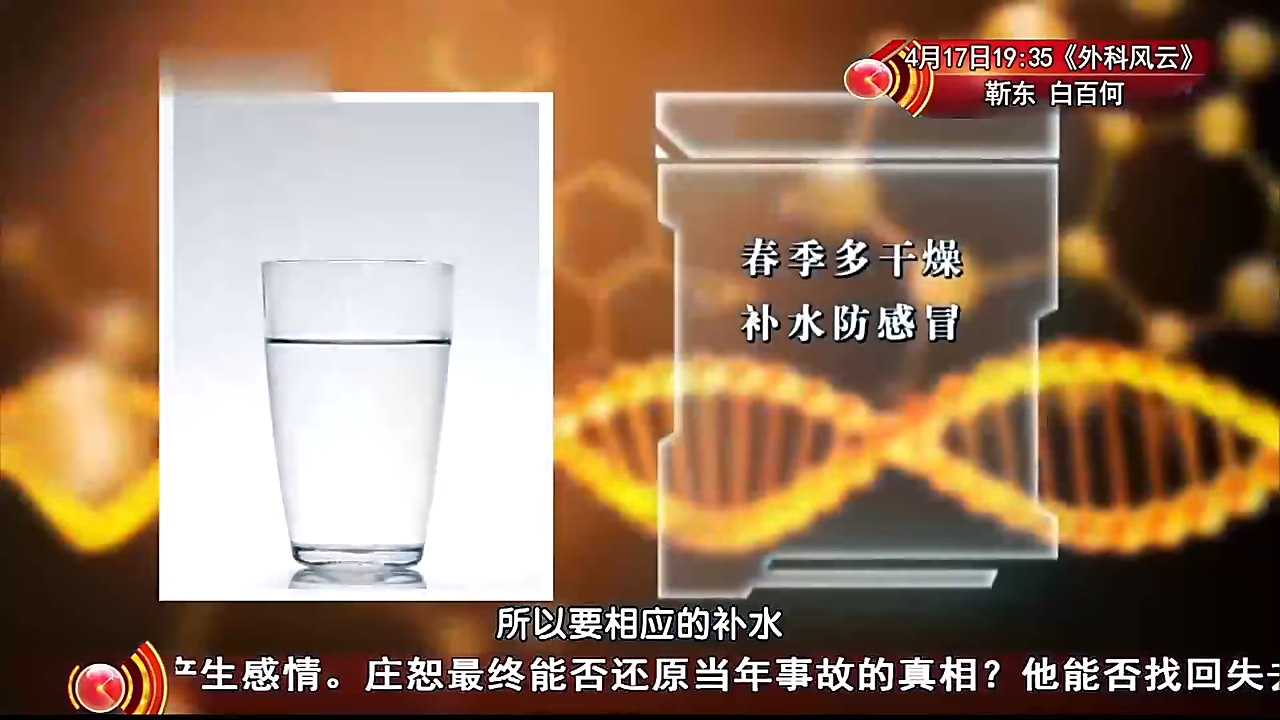 4月17日19:35《外科风云》
靳东 白百何
春季多干燥
补水防感冒
所以要相应的补水
生感情。庄恕最终能否还原当年事故的真相?他能否找回失